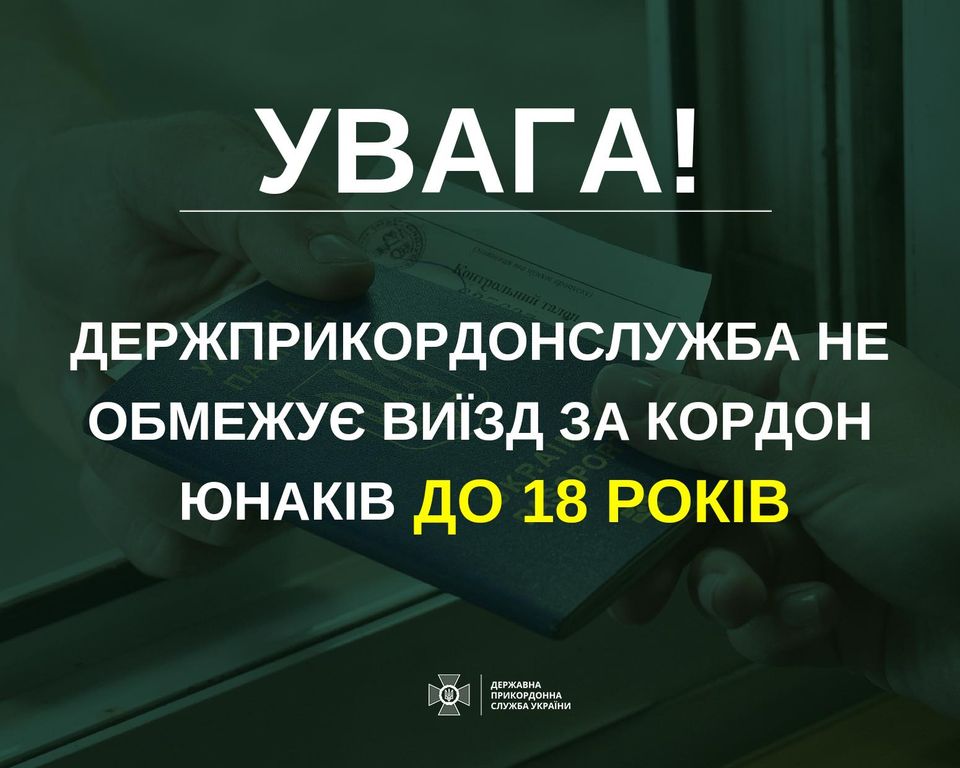 УВАГА!
Контрольний талон
ДЕРЖПРИКОРДОНСЛУЖБА НЕ
ОБМЕЖУЄ ВИЇЗД ЗА КОРДОН
ЮНАКІВ ДО 18 РОКІВ
ДЕРЖАВНА
ПРИКОРДОННА
СЛУЖБА УКРАЇНИ